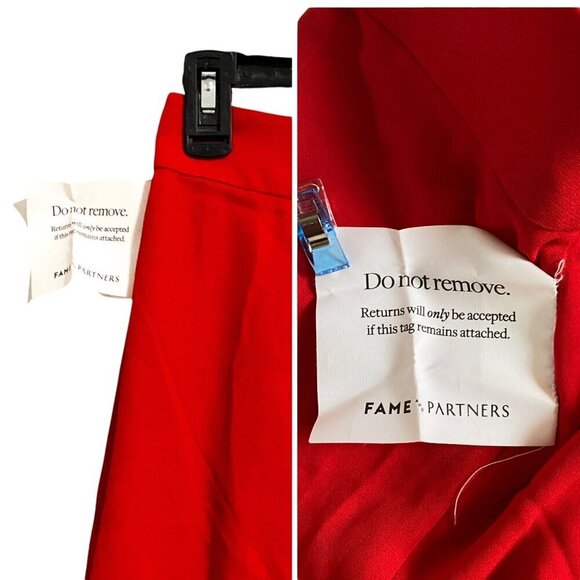 Do not remove.
Returns will only be accepted
if this tag remains attached.
FAME PARTNERS
Do not remove.
Returns will only be accepted
if this tag remains attached.
FAME AND PARTNERS